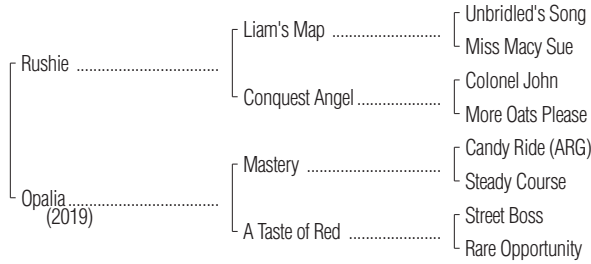 Unbridled's Song
Liam's Map ....................
Miss Macy Sue
Rushie ..........................
Colonel John
Conquest Angel ...............
More Oats Please
Candy Ride (ARG)
Mastery .........................
Steady Course
Opalia ...........................
(2019)
Street Boss
A Taste of Red ................
Rare Opportunity